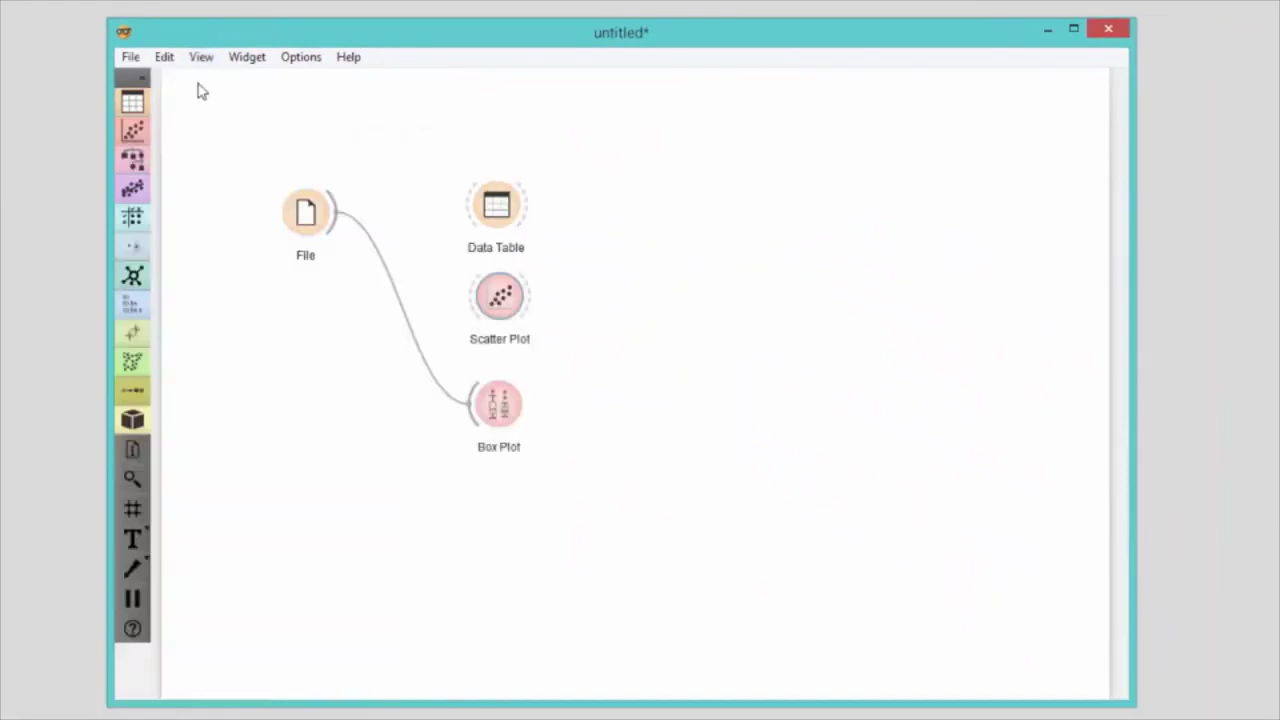 untitled*
File Edit View Widget Options Help
File
Data Table
Scatter Plot
Box Plot